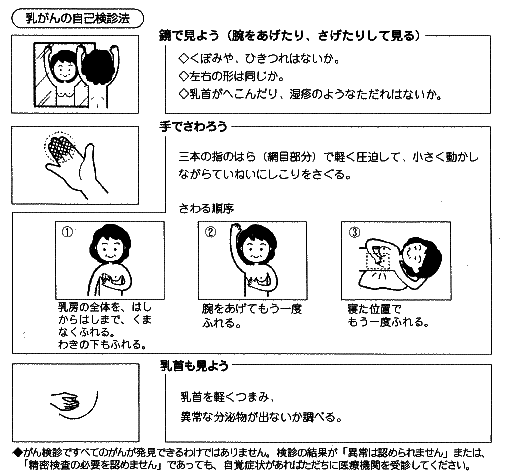 乳がんの自己検診法
鏡で見よう（腕をあげたり、さげたりして見る）
◇くぼみや、ひきつれはないか。
◇左右の形は同じか。
◇乳首がへこんだり、湿疹のようなただれはないか。
手でさわろう
三本の指のはら（網目部分）で軽く圧迫して、小さく動かし
ながらていねいにしこりをさぐる。
さわる順序
①
乳房の全体を、はし
からはしまで、くま
なくふれる。
わきの下もふれる。
②
腕をあげてもう一度
ふれる。
③
寝た位置で
もう一度ふれる。
乳首も見よう
乳首を軽くつまみ、
異常な分泌物が出ないか調べる。
◆がん検診ですべてのがんが発見できるわけではありません。検診の結果が「異常は認められません」または、
「精密検査の必要を認めません」であっても、自覚症状があればただちに医療機関を受診してください。